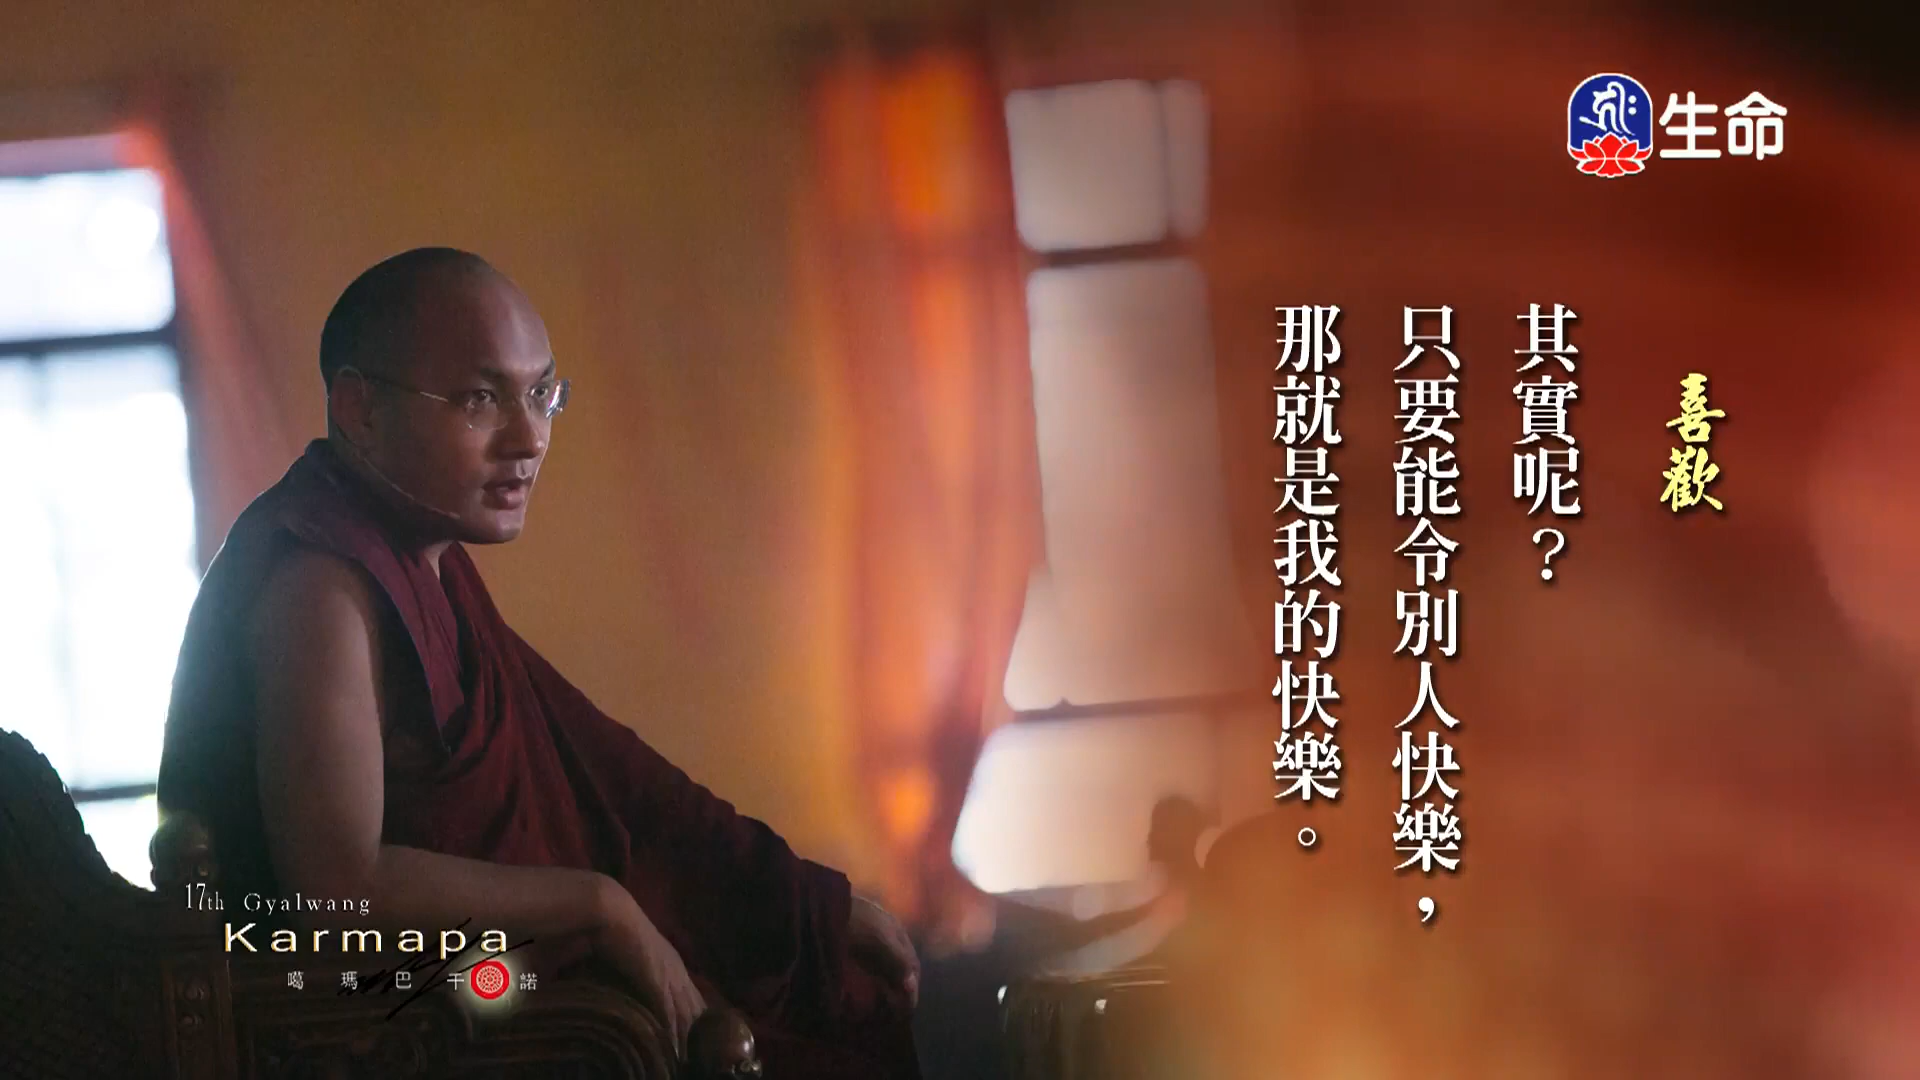 生命
喜歡
其實呢？
只要能令別人快樂，
那就是我的快樂。
17th Gyalwang
Karmapa
噶瑪巴千諾